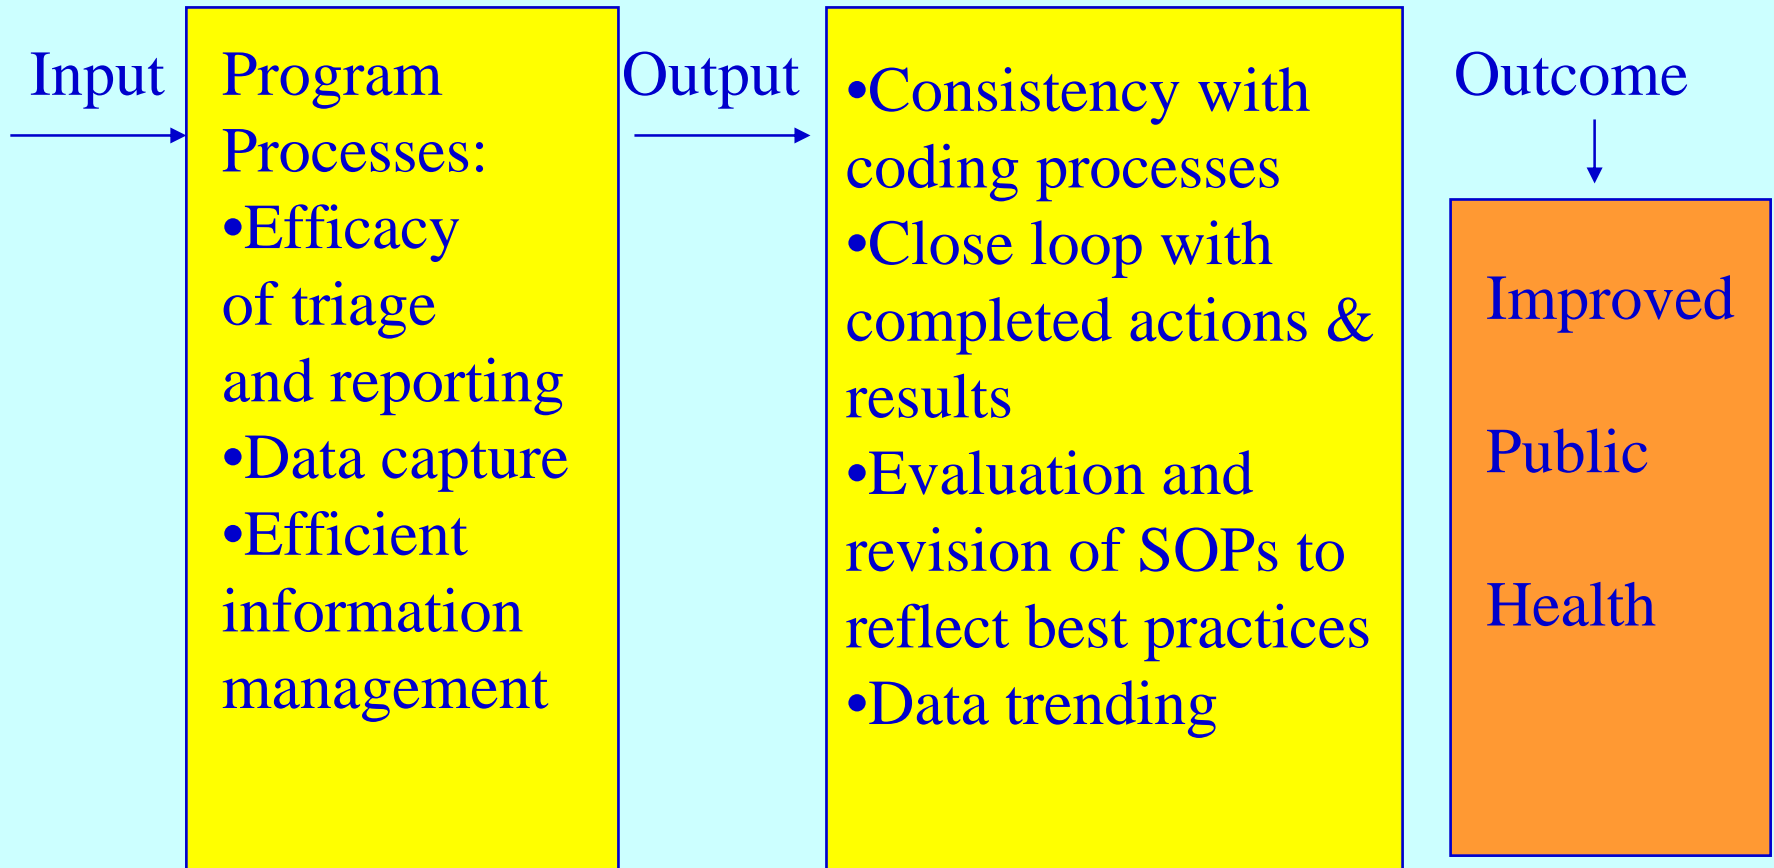 Input
Program
Processes:
•Efficacy
of triage
and reporting
•Data capture
•Efficient
information
management
Output
•Consistency with
coding processes
•Close loop with
completed actions &
results
•Evaluation and
revision of SOPs to
reflect best practices
•Data trending
Outcome
Improved
Public
Health